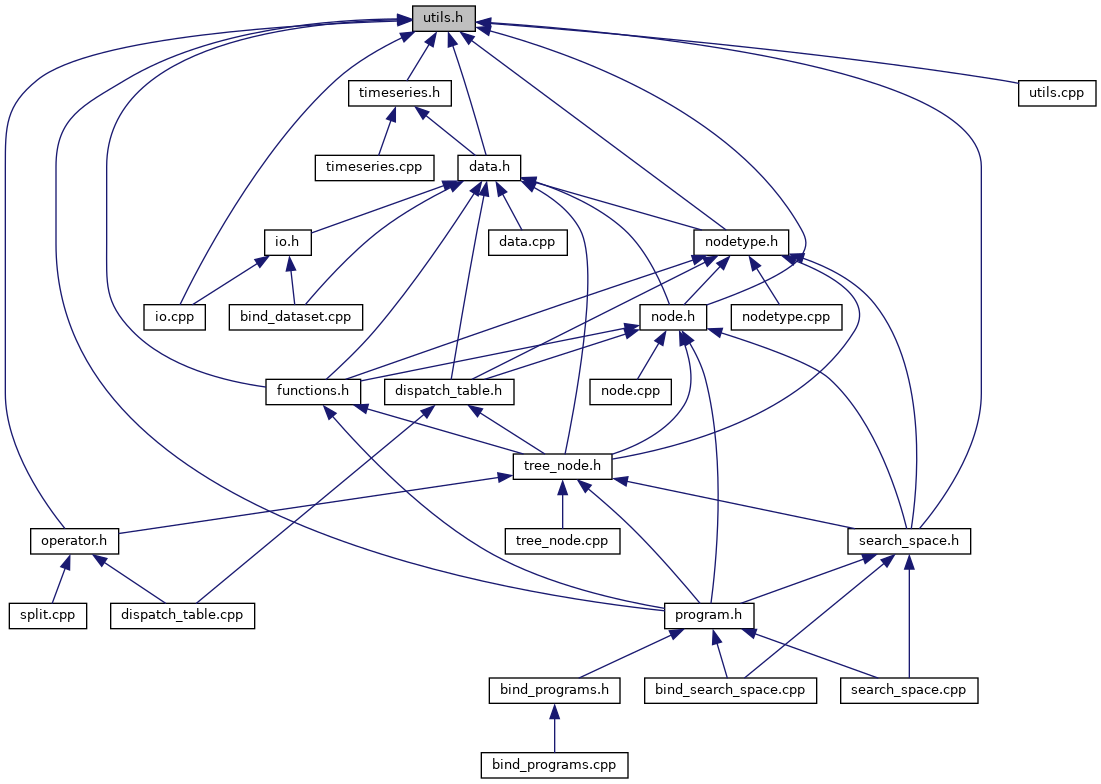 utils.h
timeseries.h
utils.cpp
timeseries.cpp
data.h
io.h
data.cpp
nodetype.h
io.cpp
bind_dataset.cpp
node.h
nodetype.cpp
functions.h
dispatch_table.h
node.cpp
tree_node.h
operator.h
tree_node.cpp
search_space.h
split.cpp
dispatch_table.cpp
program.h
bind_programs.h
bind_search_space.cpp
search_space.cpp
bind_programs.cpp